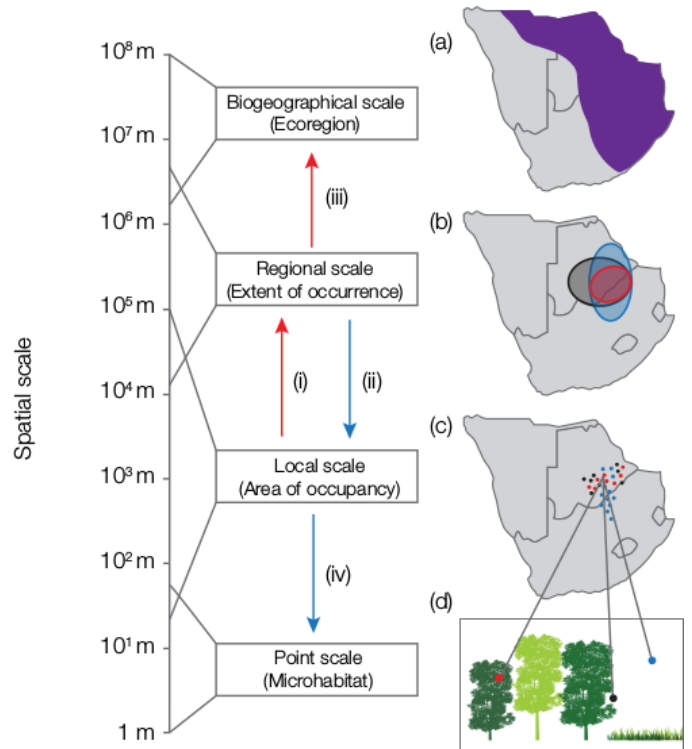 Spatial scale
10⁸ m
10⁷ m
10⁶ m
10⁵ m
10⁴ m
10³ m
10² m
10¹ m
1 m
Biogeographical scale
(Ecoregion)
(iii)
Regional scale
(Extent of occurrence)
(i)
(ii)
Local scale
(Area of occupancy)
(iv)
Point scale
(Microhabitat)
(a)
(b)
(c)
(d)